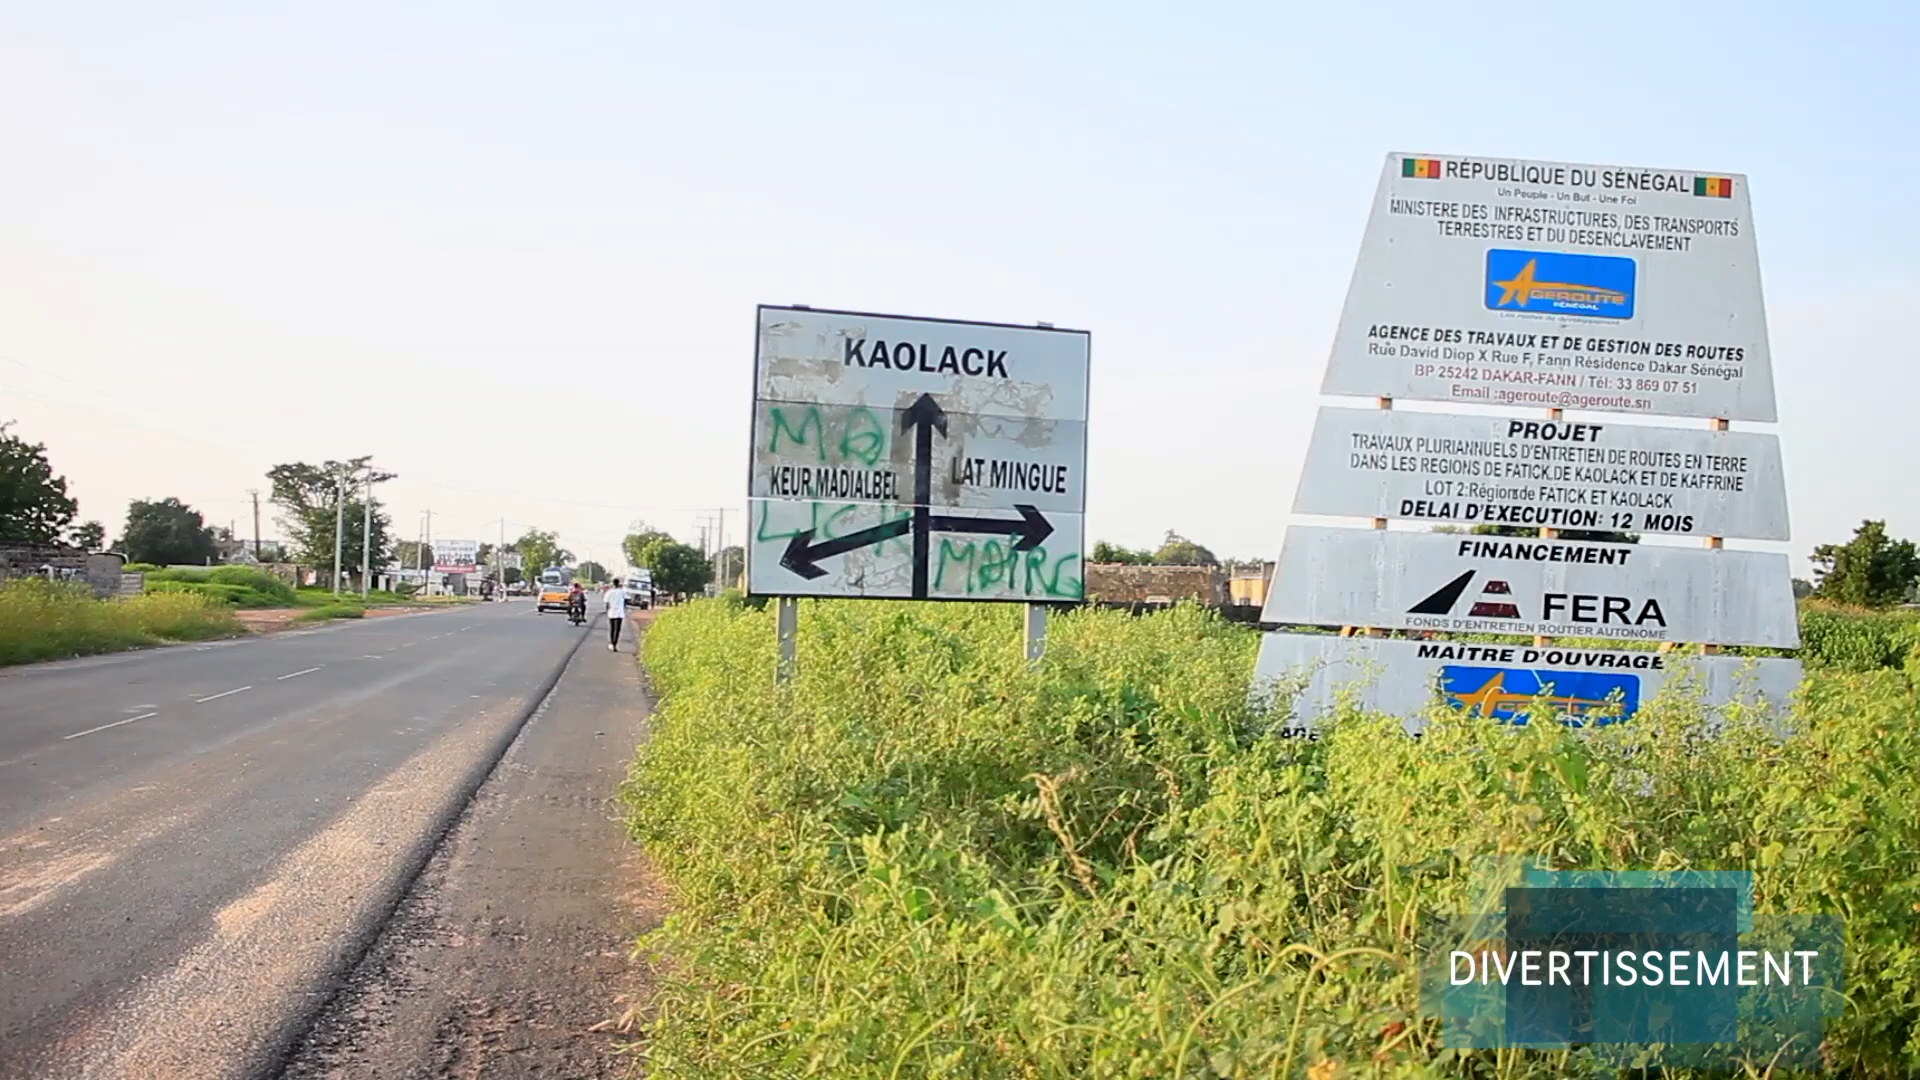 KAOLACK
MA
KEUR MADIALBEL
LAT MINGUE
RÉPUBLIQUE DU SÉNÉGAL
Un Peuple - Un But - Une Foi
MINISTERE DES INFRASTRUCTURES, DES TRANSPORTS
TERRESTRES ET DU DESENCLAVEMENT
AGEROUTE
SÉNÉGAL
AGENCE DES TRAVAUX ET DE GESTION DES ROUTES
Rue David Diop X Rue F, Fann Résidence Dakar Sénégal
BP 25242 DAKAR-FANN / Tél: 33 869 07 51
Email :ageroute@ageroute.sn
PROJET
TRAVAUX PLURIANNUELS D'ENTRETIEN DE ROUTES EN TERRE
DANS LES REGIONS DE FATICK,DE KAOLACK ET DE KAFFRINE
LOT 2:Régionsde FATICK ET KAOLACK
DELAI D'EXECUTION: 12 MOIS
FINANCEMENT
FERA
FONDS D'ENTRETIEN ROUTIER AUTONOME
MAÎTRE D'OUVRAGE
AGEROUTE
DIVERTISSEMENT